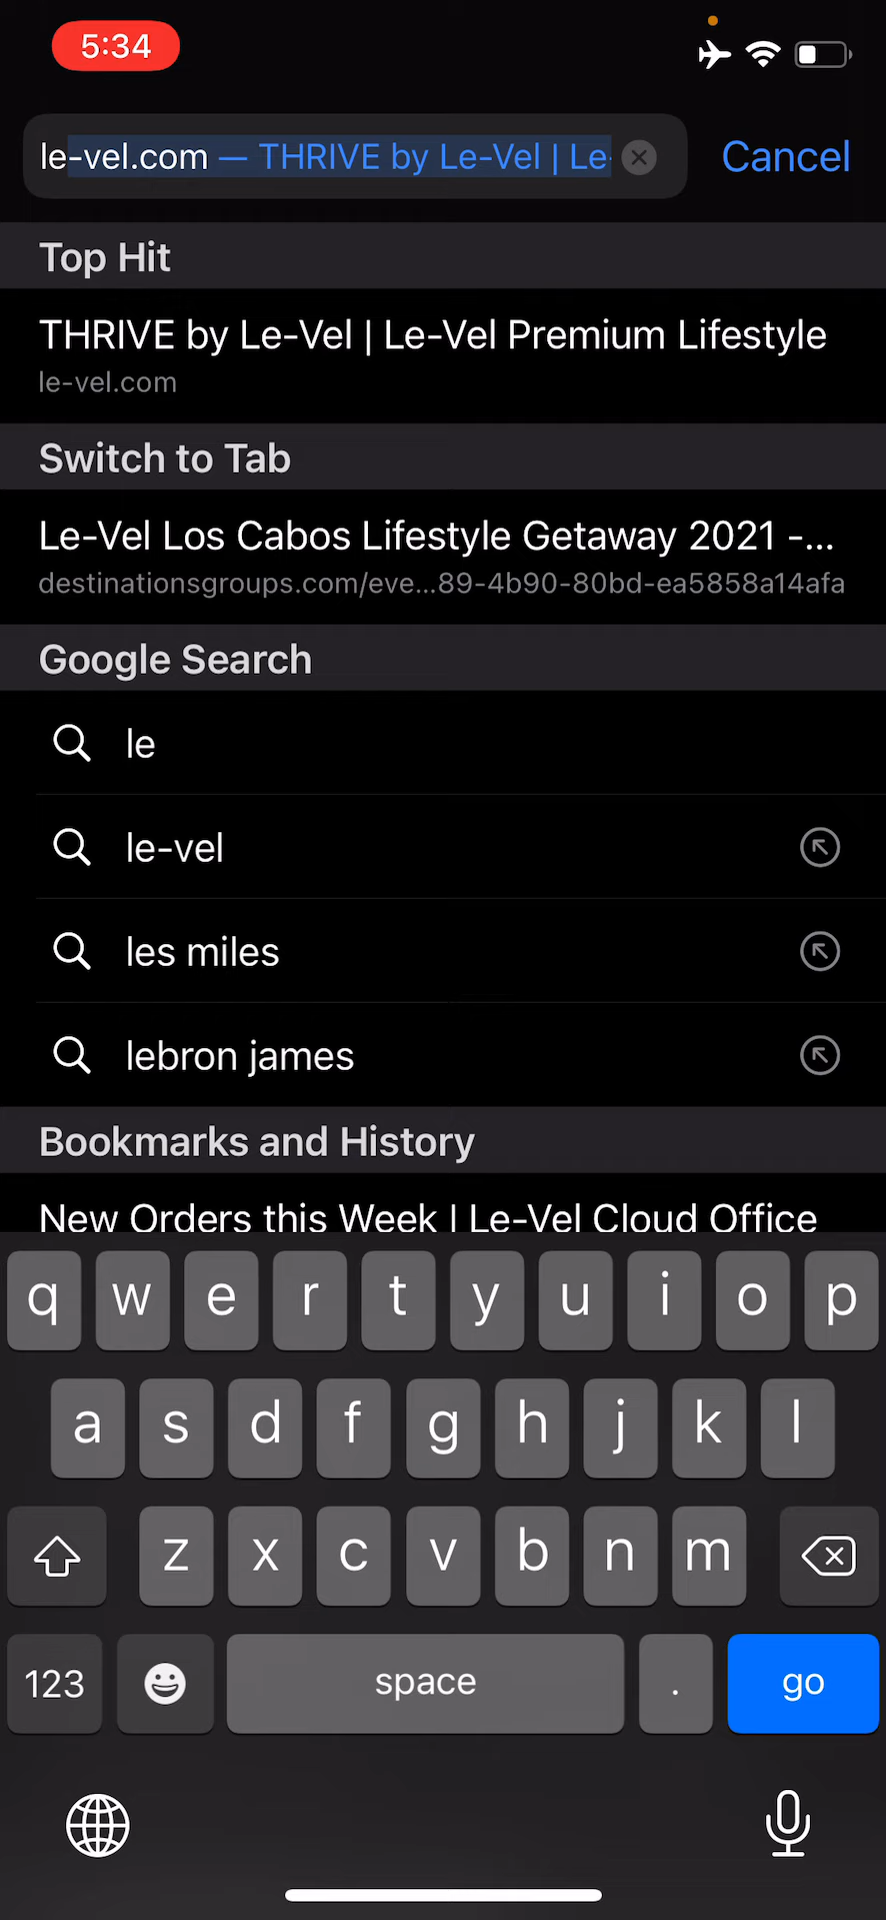 5:34
le-vel.com — THRIVE by Le-Vel | Le-
Cancel
Top Hit
THRIVE by Le-Vel | Le-Vel Premium Lifestyle
le-vel.com
Switch to Tab
Le-Vel Los Cabos Lifestyle Getaway 2021 -...
destinationsgroups.com/eve...89-4b90-80bd-ea5858a14afa
Google Search
le
le-vel
les miles
lebron james
Bookmarks and History
New Orders this Week | Le-Vel Cloud Office
q w e r t y u i o p
a s d f g h j k l
z x c v b n m
123 space . go